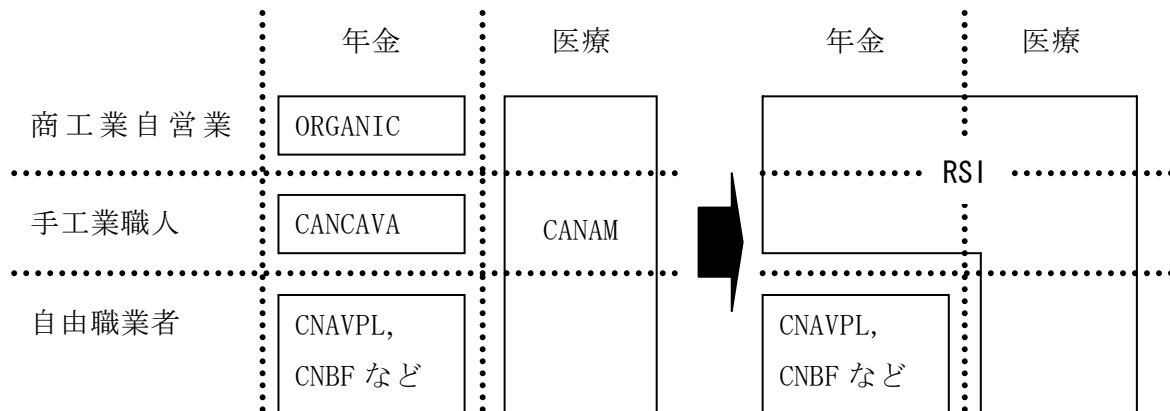 年金 医療 年金 医療
商工業自営業 ORGANIC
RSI
手工業職人 CANCAVA CANAM
自由職業者 CNAVPL, CNAVPL,
CNBF など CNBF など